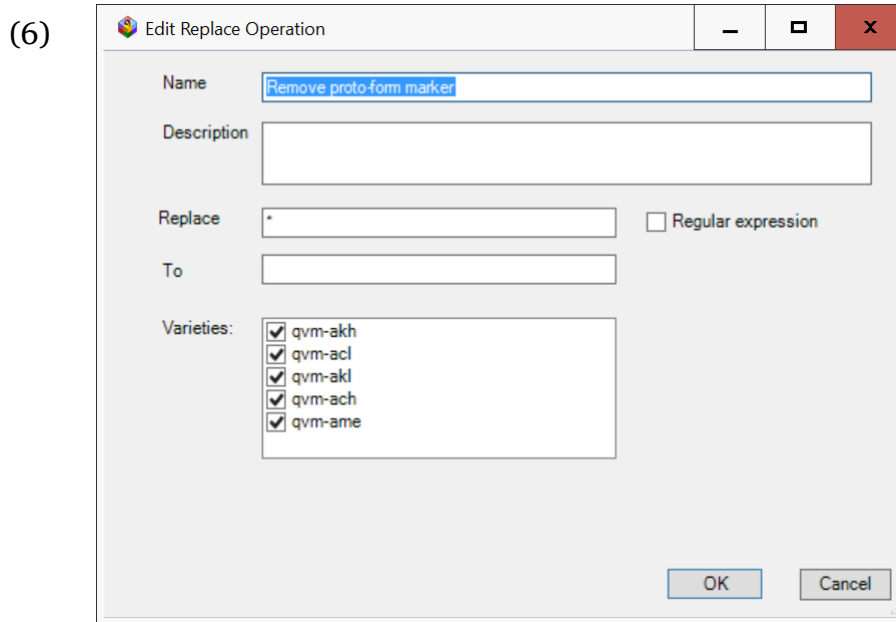 (6)
Edit Replace Operation
Name Remove proto-form marker
Description
Replace * Regular expression
To
Varieties: qvm-akh
qvm-acl
qvm-akl
qvm-ach
qvm-ame
OK Cancel